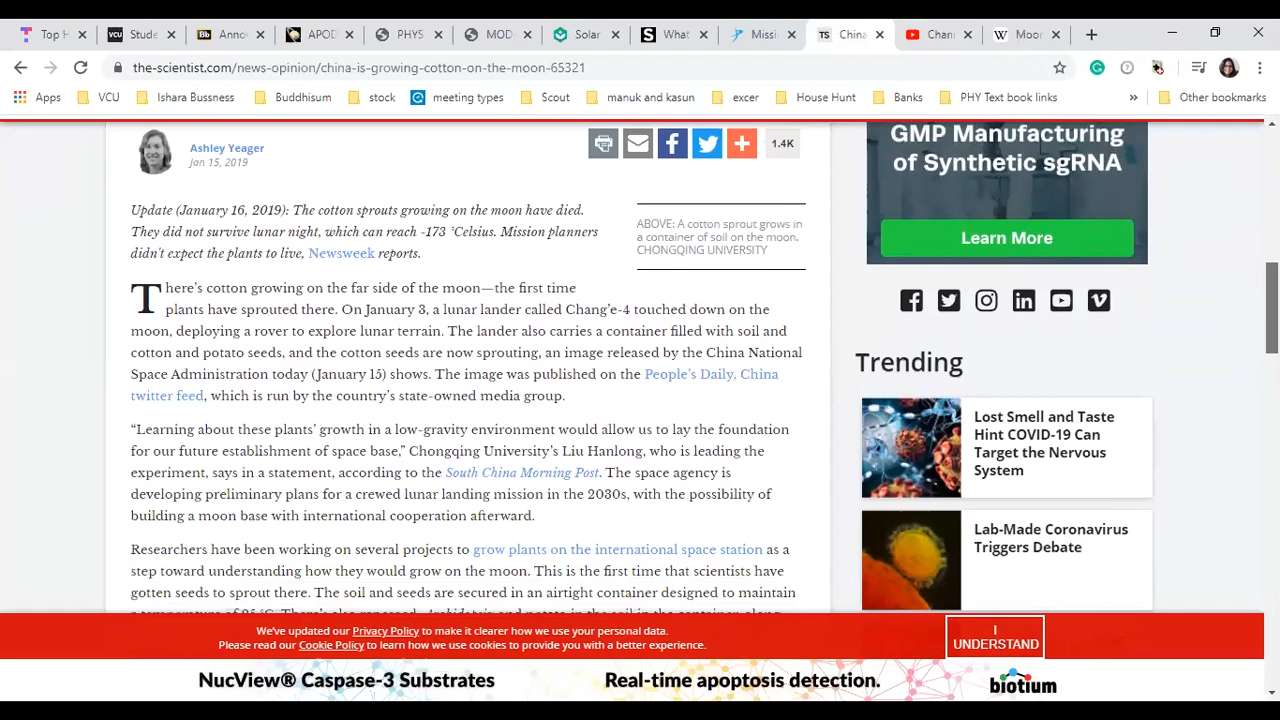 Top H
VCU Stude
Bb Anno
APOD
PHYS
MOD
Solar
S What
Missi
TS China
Chan
W Moon
the-scientist.com/news-opinion/china-is-growing-cotton-on-the-moon-65321
Apps VCU Ishara Bussness Buddhisum stock meeting types Scout manuk and kasun excer House Hunt Banks PHY Text book links » Other bookmarks
Ashley Yeager
Jan 15, 2019
1.4K
Update (January 16, 2019): The cotton sprouts growing on the moon have died.
They did not survive lunar night, which can reach -173 °Celsius. Mission planners
didn't expect the plants to live, Newsweek reports.
ABOVE: A cotton sprout grows in
a container of soil on the moon.
CHONGQING UNIVERSITY
There's cotton growing on the far side of the moon—the first time
plants have sprouted there. On January 3, a lunar lander called Chang'e-4 touched down on the
moon, deploying a rover to explore lunar terrain. The lander also carries a container filled with soil and
cotton and potato seeds, and the cotton seeds are now sprouting, an image released by the China National
Space Administration today (January 15) shows. The image was published on the People's Daily, China
twitter feed, which is run by the country's state-owned media group.
“Learning about these plants’ growth in a low-gravity environment would allow us to lay the foundation
for our future establishment of space base,” Chongqing University's Liu Hanlong, who is leading the
experiment, says in a statement, according to the South China Morning Post. The space agency is
developing preliminary plans for a crewed lunar landing mission in the 2030s, with the possibility of
building a moon base with international cooperation afterward.
Researchers have been working on several projects to grow plants on the international space station as a
step toward understanding how they would grow on the moon. This is the first time that scientists have
gotten seeds to sprout there. The soil and seeds are secured in an airtight container designed to maintain
GMP Manufacturing
of Synthetic sgRNA
Learn More
Trending
Lost Smell and Taste
Hint COVID-19 Can
Target the Nervous
System
Lab-Made Coronavirus
Triggers Debate
We've updated our Privacy Policy to make it clearer how we use your personal data.
Please read our Cookie Policy to learn how we use cookies to provide you with a better experience.
I
UNDERSTAND
NucView® Caspase-3 Substrates
Real-time apoptosis detection.
biotium